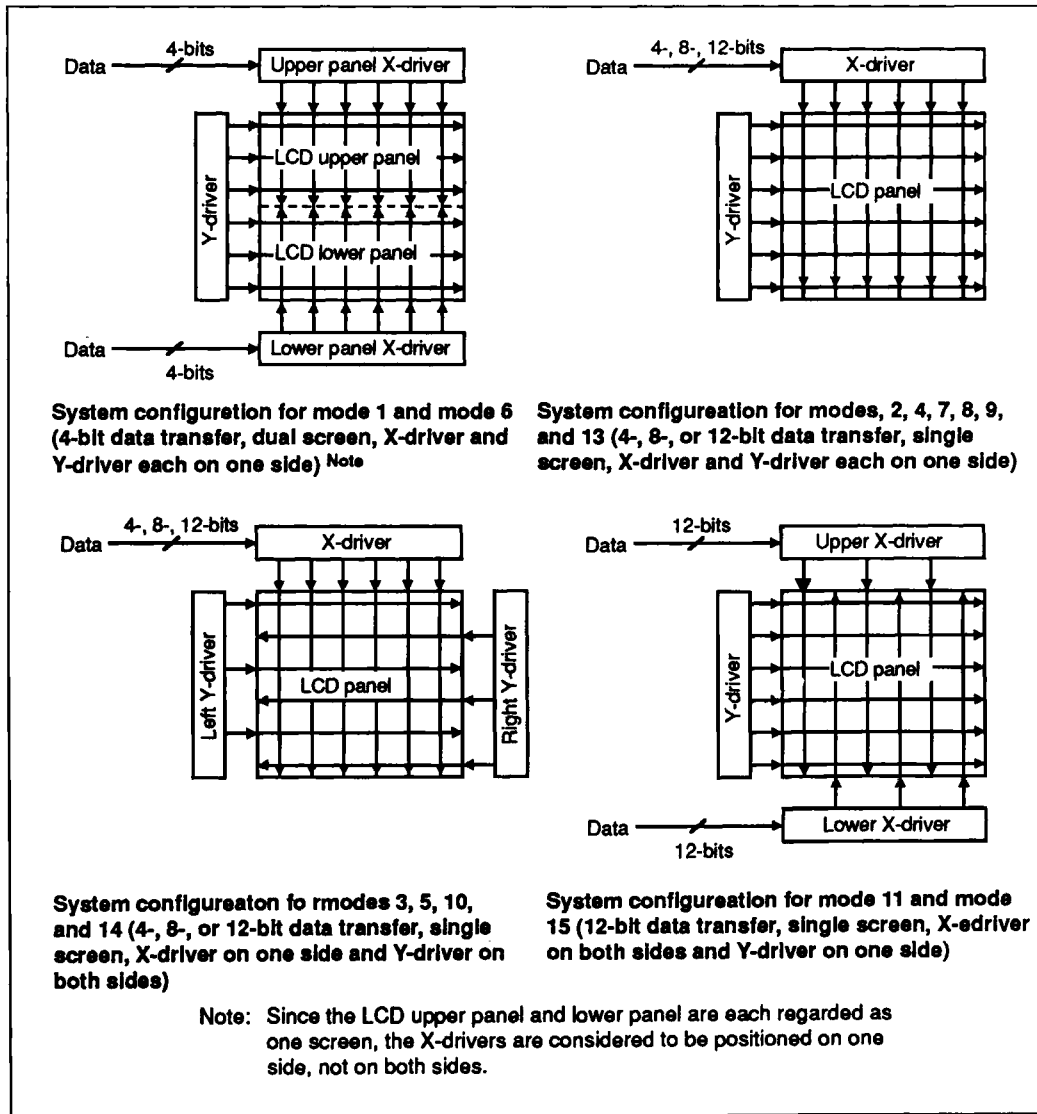 4-bits
Data
Upper panel X-driver
Y-driver
LCD upper panel
LCD lower panel
Data
Lower panel X-driver
4-bits
System configuretion for mode 1 and mode 6
(4-bit data transfer, dual screen, X-driver and
Y-driver each on one side) Note
4-, 8-, 12-bits
Data
X-driver
Y-driver
LCD panel
System configureation for modes, 2, 4, 7, 8, 9,
and 13 (4-, 8-, or 12-bit data transfer, single
screen, X-driver and Y-driver each on one side)
4-, 8-, 12-bits
Data
X-driver
Left Y-driver
LCD panel
Right Y-driver
System configureaton fo rmodes 3, 5, 10,
and 14 (4-, 8-, or 12-bit data transfer, single
screen, X-driver on one side and Y-driver on
both sides)
12-bits
Data
Upper X-driver
Y-driver
LCD panel
Data
Lower X-driver
12-bits
System configureation for mode 11 and mode
15 (12-bit data transfer, single screen, X-edriver
on both sides and Y-driver on one side)
Note: Since the LCD upper panel and lower panel are each regarded as
one screen, the X-drivers are considered to be positioned on one
side, not on both sides.